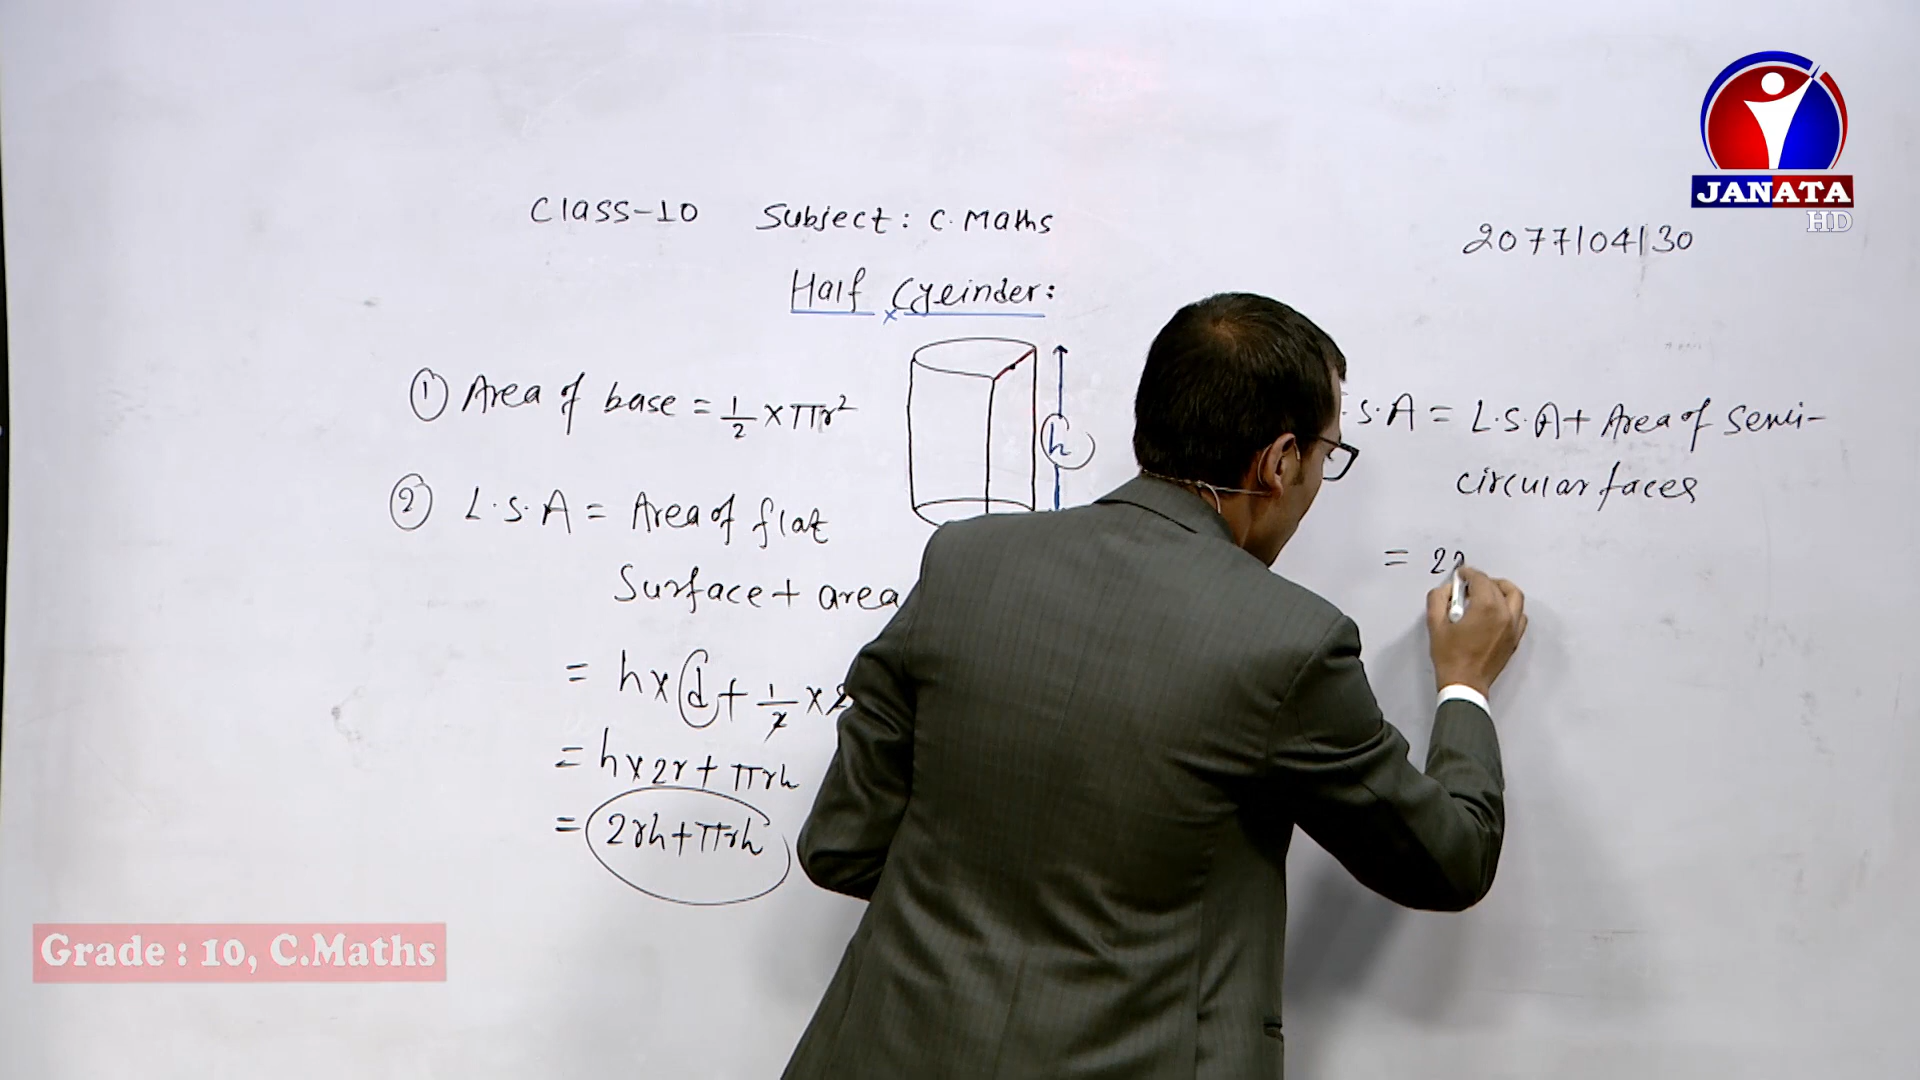 JANATA
HD
Class-10 Subject: C. Maths
2077/04/30
Half Cyeinder:
① Area of base = 1/2 × πr²
h
② L.S.A = Area of flat
Surface + area
= h×d + 1/2 × 2
= h×2r + πrh
= 2rh + πrh
.S.A = L.S.A + Area of semi-
circular faces
= 2
Grade : 10, C.Maths